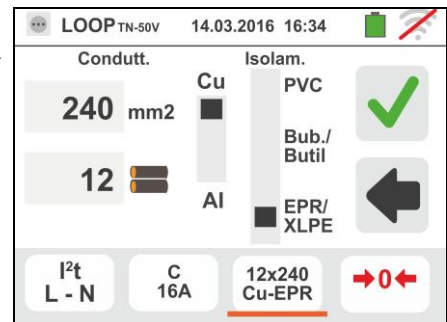 LOOP TN-50V 14.03.2016 16:34
Condutt. Isolam.
Cu PVC
240 mm2
Bub./
Butil
12
Al EPR/
XLPE
I²t
L - N
C
16A
12x240
Cu-EPR
➔0←